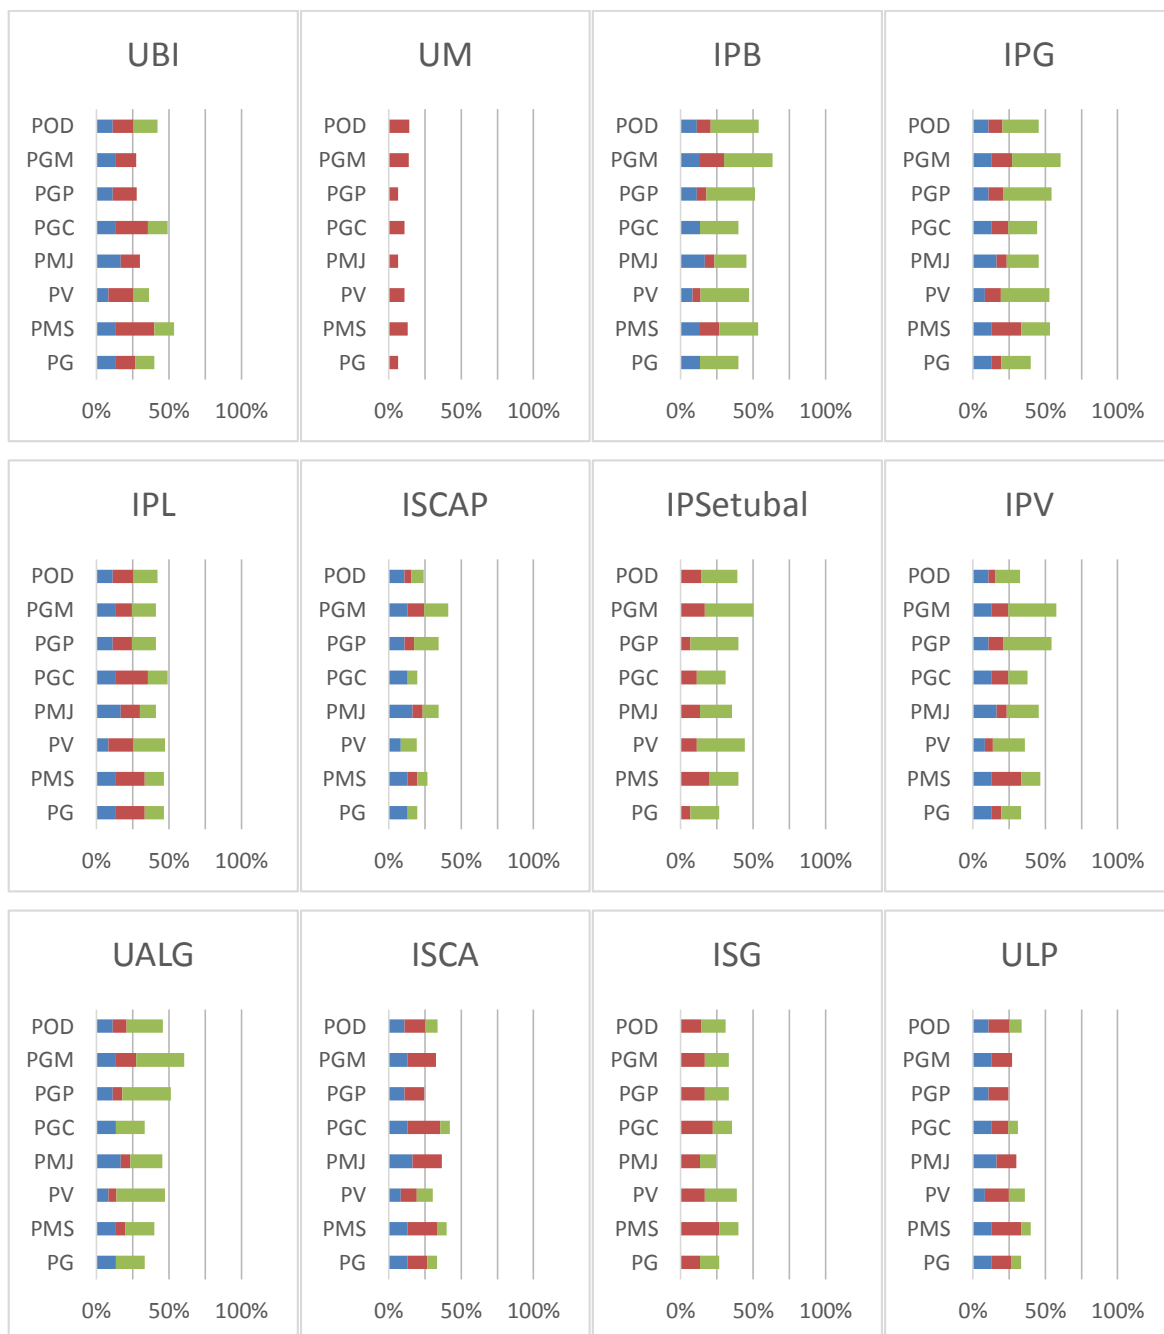 UBI
POD
PGM
PGP
PGC
PMJ
PV
PMS
PG
0% 50% 100%
UM
POD
PGM
PGP
PGC
PMJ
PV
PMS
PG
0% 50% 100%
IPB
POD
PGM
PGP
PGC
PMJ
PV
PMS
PG
0% 50% 100%
IPG
POD
PGM
PGP
PGC
PMJ
PV
PMS
PG
0% 50% 100%
IPL
POD
PGM
PGP
PGC
PMJ
PV
PMS
PG
0% 50% 100%
ISCAP
POD
PGM
PGP
PGC
PMJ
PV
PMS
PG
0% 50% 100%
IPSetubal
POD
PGM
PGP
PGC
PMJ
PV
PMS
PG
0% 50% 100%
IPV
POD
PGM
PGP
PGC
PMJ
PV
PMS
PG
0% 50% 100%
UALG
POD
PGM
PGP
PGC
PMJ
PV
PMS
PG
0% 50% 100%
ISCA
POD
PGM
PGP
PGC
PMJ
PV
PMS
PG
0% 50% 100%
ISG
POD
PGM
PGP
PGC
PMJ
PV
PMS
PG
0% 50% 100%
ULP
POD
PGM
PGP
PGC
PMJ
PV
PMS
PG
0% 50% 100%